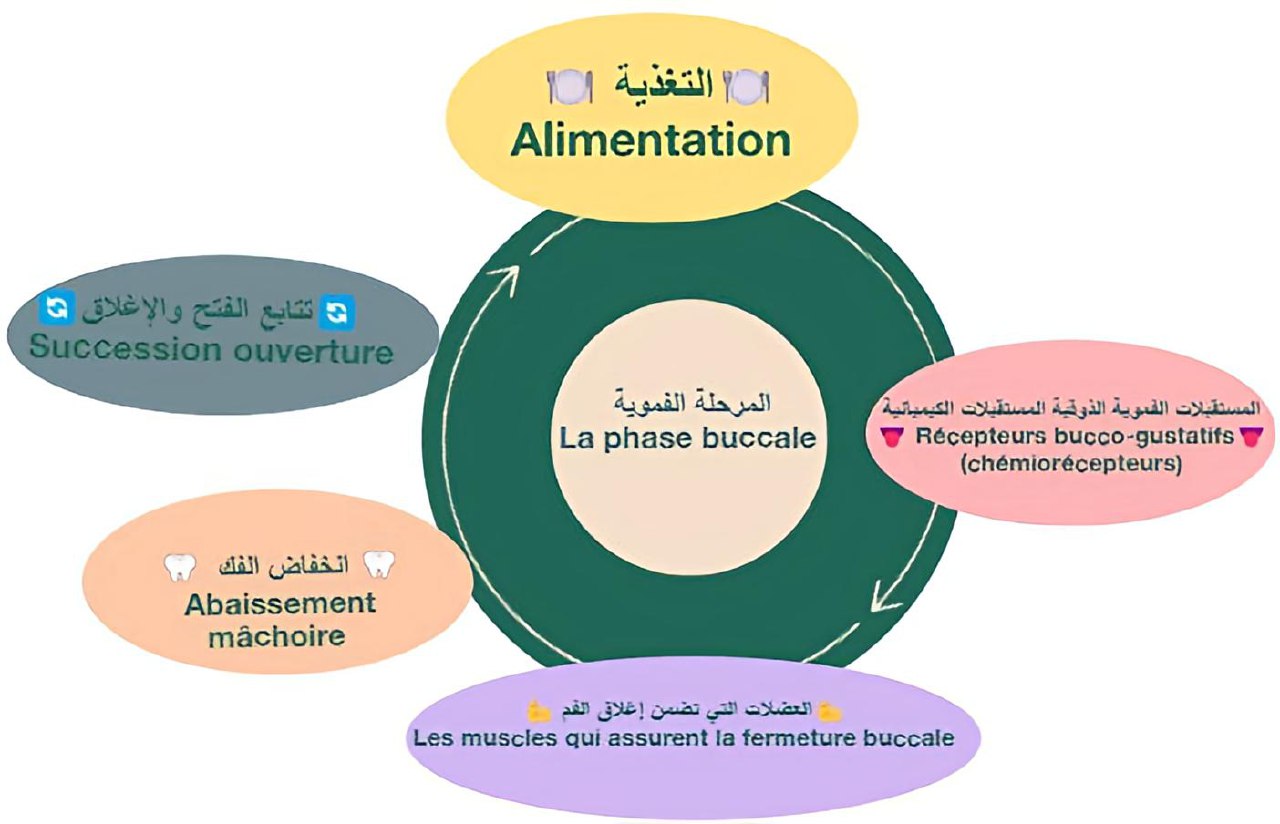 التغذية
Alimentation
تتابع الفتح والإغلاق
Succession ouverture
المرحلة الفموية
La phase buccale
المستقبلات الفموية الذوقية المستقبلات الكيميائية
Récepteurs bucco-gustatifs
(chémiorécepteurs)
انخفاض الفك
Abaissement
mâchoire
العضلات التي تضمن إغلاق الفم
Les muscles qui assurent la fermeture buccale